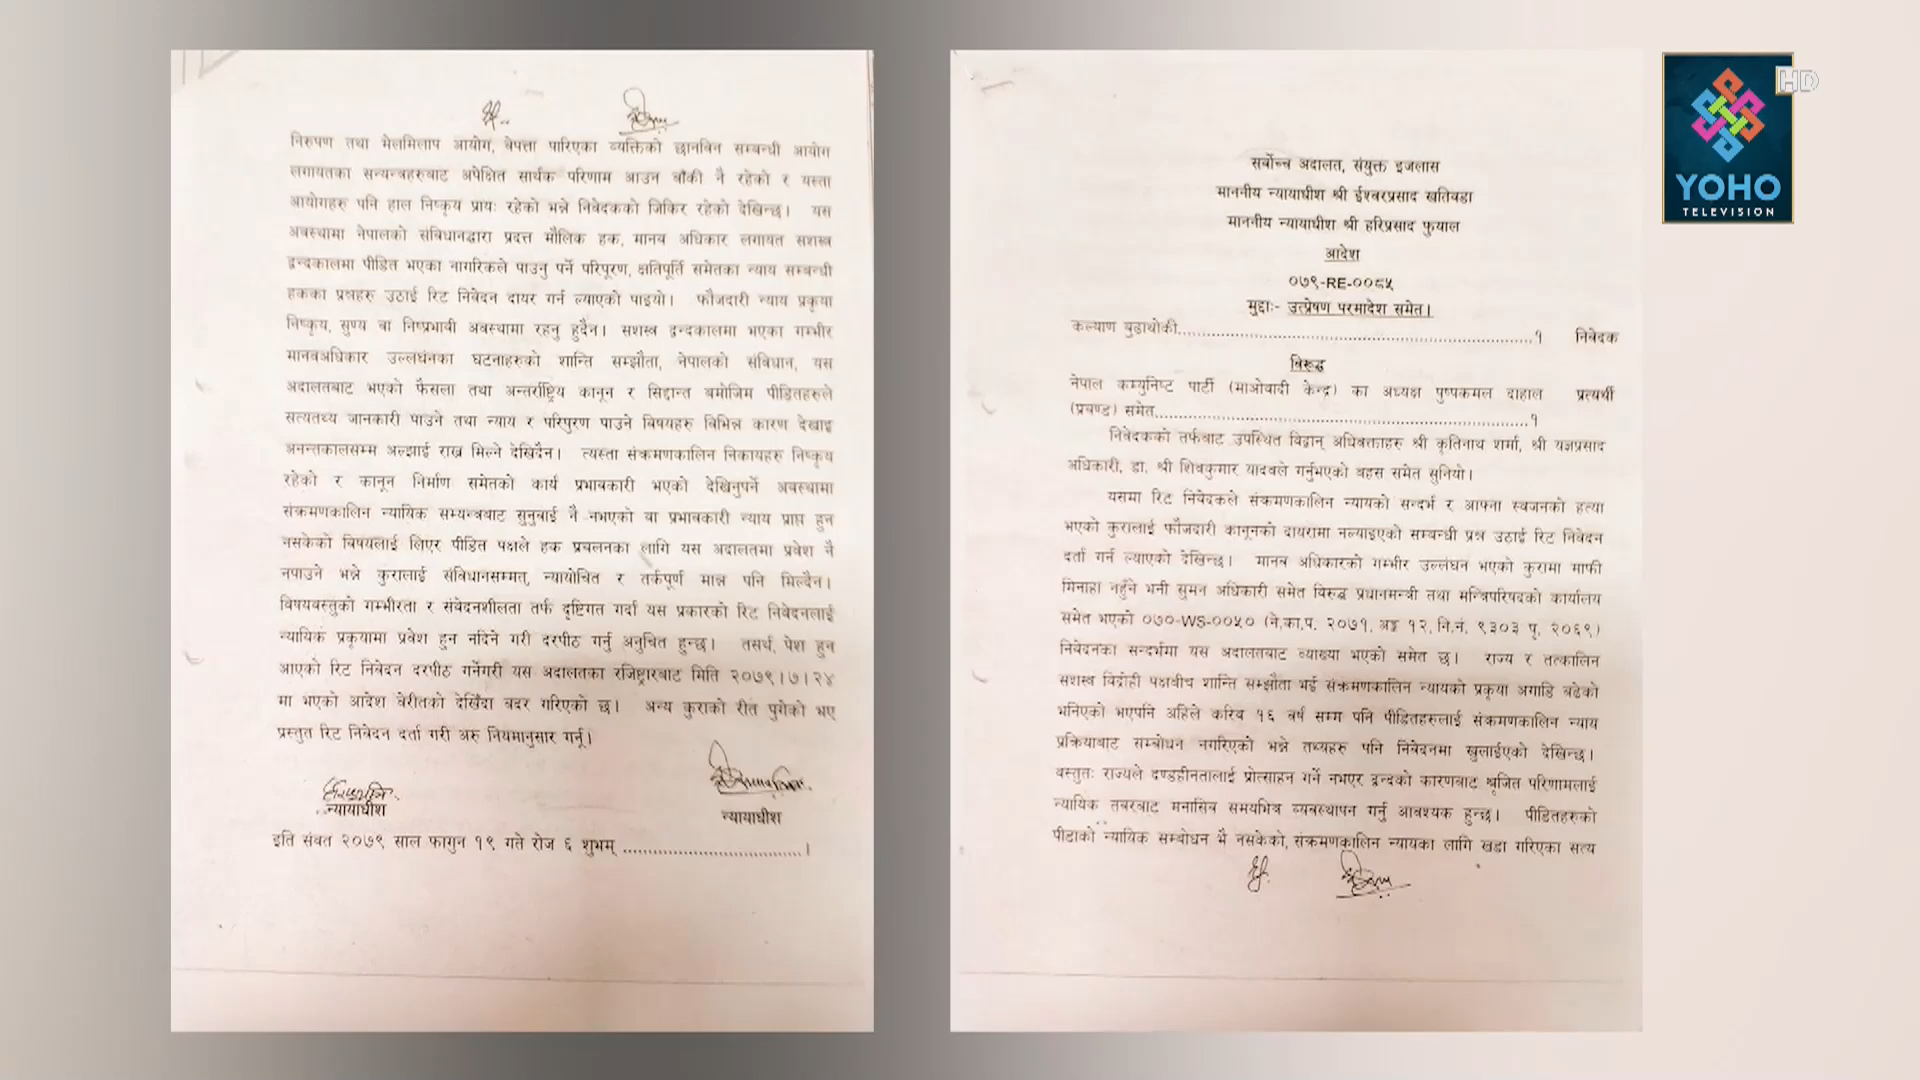 निरुपण तथा मेलमिलाप आयोग, बेपत्ता पारिएका व्यक्तिको छानविन सम्बन्धी आयोग
लगायतका सन्यन्त्रहरुबाट अपेक्षित सार्थक परिणाम आउन बाँकी नै रहेको र यस्ता
आयोगहरु पनि हाल निष्कृय प्रायः रहेको भन्ने निवेदकको जिकिर रहेको देखिन्छ। यस
अवस्थामा नेपालको संविधानद्वारा प्रदत्त मौलिक हक, मानव अधिकार लगायत सशस्त्र
द्वन्दकालमा पीडित भएका नागरिकले पाउनु पर्ने परिपूरण, क्षतिपूर्ति समेतका न्याय सम्बन्धी
हकका प्रश्नहरु उठाई रिट निवेदन दायर गर्न ल्याएको पाइयो। फौजदारी न्याय प्रकृया
निष्कृय, सुण्य वा निष्प्रभावी अवस्थामा रहनु हुदैन। सशस्त्र द्वन्दकालमा भएका गम्भीर
मानवअधिकार उल्लघंनका घटनाहरुको शान्ति सम्झौता, नेपालको संविधान, यस
अदालतबाट भएको फैसला तथा अन्तर्राष्ट्रिय कानून र सिद्दान्त बमोजिम पीडितहरुले
सत्यतथ्य जानकारी पाउने तथा न्याय र परिपुरण पाउने विषयहरु विभिन्न कारण देखाइ
अनन्तकालसम्म अल्झाई राख्न मिल्ने देखिदैन। त्यस्ता संक्रमणकालिन निकायहरु निष्कृय
रहेको र कानून निर्माण समेतको कार्य प्रभावकारी भएको देखिनुपर्ने अवस्थामा
संक्रमणकालिन न्यायिक सम्यन्त्रबाट सुनुवाई नै नभएको वा प्रभावकारी न्याय प्राप्त हुन
नसकेको विषयलाई लिएर पीडित पक्षले हक प्रचलनका लागि यस अदालतमा प्रवेश नै
नपाउने भन्ने कुरालाई संविधानसम्मत्, न्यायोचित र तर्कपूर्ण मान्न पनि मिल्दैन।
विषयवस्तुको गम्भीरता र संवेदनशीलता तर्फ दृष्टिगत गर्दा यस प्रकारको रिट निवेदनलाई
न्यायिक प्रकृयामा प्रवेश हुन नदिने गरी दरपीठ गर्नु अनुचित हुन्छ। तसर्थ, पेश हुन
आएको रिट निवेदन दरपीठ गर्नेगरी यस अदालतका रजिष्ट्रारबाट मिति २०७९।७।२४
मा भएको आदेश वेरीतको देखिँदा बदर गरिएको छ। अन्य कुराको रीत पुगेको भए
प्रस्तुत रिट निवेदन दर्ता गरी अरु नियमानुसार गर्नू।
न्यायाधीश
न्यायाधीश
इति संवत २०७९ साल फागुन १९ गते रोज ६ शुभम् ..................................।
सर्वोच्च अदालत, संयुक्त इजलास
माननीय न्यायाधीश श्री ईश्वरप्रसाद खतिवडा
माननीय न्यायाधीश श्री हरिप्रसाद फुयाल
आदेश
०७९-RE-००८५
मुद्दाः- उत्प्रेषण परमादेश समेत।
कल्याण बुढाथोकी..................................................................१ निवेदक
विरूद्ध
नेपाल कम्युनिष्ट पार्टी (माओवादी केन्द्र) का अध्यक्ष पुष्पकमल दाहाल प्रत्यर्थी
(प्रचण्ड) समेत......................................................................१
निवेदकको तर्फबाट उपस्थित विद्वान् अधिवक्ताहरु श्री कृतिनाथ शर्मा, श्री यज्ञप्रसाद
अधिकारी, डा. श्री शिवकुमार यादवले गर्नुभएको बहस समेत सुनियो।
यसमा रिट निवेदकले संक्रमणकालिन न्यायको सन्दर्भ र आफ्ना स्वजनको हत्या
भएको कुरालाई फौजदारी कानूनको दायरामा नल्याइएको सम्बन्धी प्रश्न उठाई रिट निवेदन
दर्ता गर्न ल्याएको देखिन्छ। मानव अधिकारको गम्भीर उल्लंघन भएको कुरामा माफी
मिनाहा नहुँने भनी सुमन अधिकारी समेत विरुद्ध प्रधानमन्त्री तथा मन्त्रिपरिषदको कार्यालय
समेत भएको ०७०-WS-००५० (ने.का.प. २०७१, अङ्क १२, नि.नं. ९३०३ पृ. २०६९)
निवेदनका सन्दर्भमा यस अदालतबाट व्याख्या भएको समेत छ। राज्य र तत्कालिन
सशस्त्र विद्रोही पक्षबीच शान्ति सम्झौता भई संक्रमणकालिन न्यायको प्रकृया अगाडि बढेको
भनिएको भएपनि अहिले करिव १६ वर्ष सम्म पनि पीडितहरुलाई संक्रमणकालिन न्याय
प्रक्रियाबाट सम्बोधन नगरिएको भन्ने तथ्यहरु पनि निवेदनमा खुलाईएको देखिन्छ।
वस्तुतः राज्यले दण्डहीनतालाई प्रोत्साहन गर्ने नभएर द्वन्दको कारणबाट श्रृजित परिणामलाई
न्यायिक तवरबाट मनासिब समयभित्र व्यवस्थापन गर्नु आवश्यक हुन्छ। पीडितहरुको
पीडाको न्यायिक सम्बोधन भै नसकेको, संक्रमणकालिन न्यायका लागि खडा गरिएका सत्य
YOHO
TELEVISION
HD